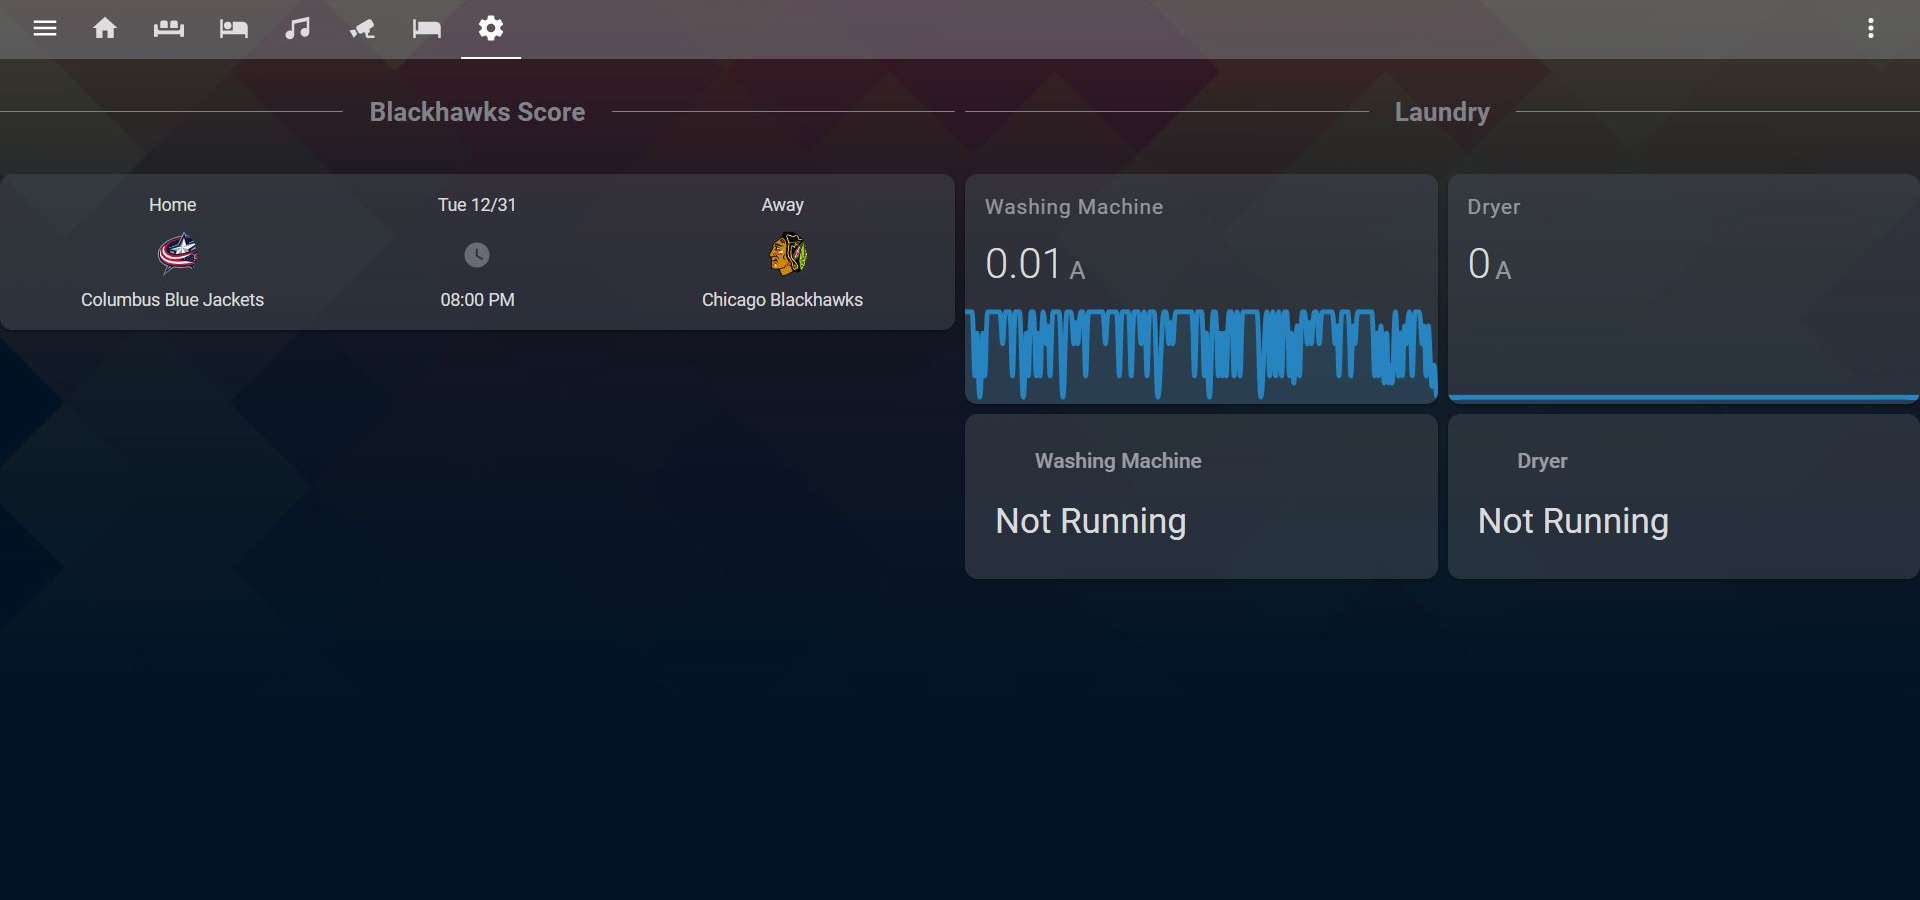 Blackhawks Score
Home
Tue 12/31
Away
Columbus Blue Jackets
08:00 PM
Chicago Blackhawks
Laundry
Washing Machine
0.01 A
Dryer
0 A
Washing Machine
Not Running
Dryer
Not Running